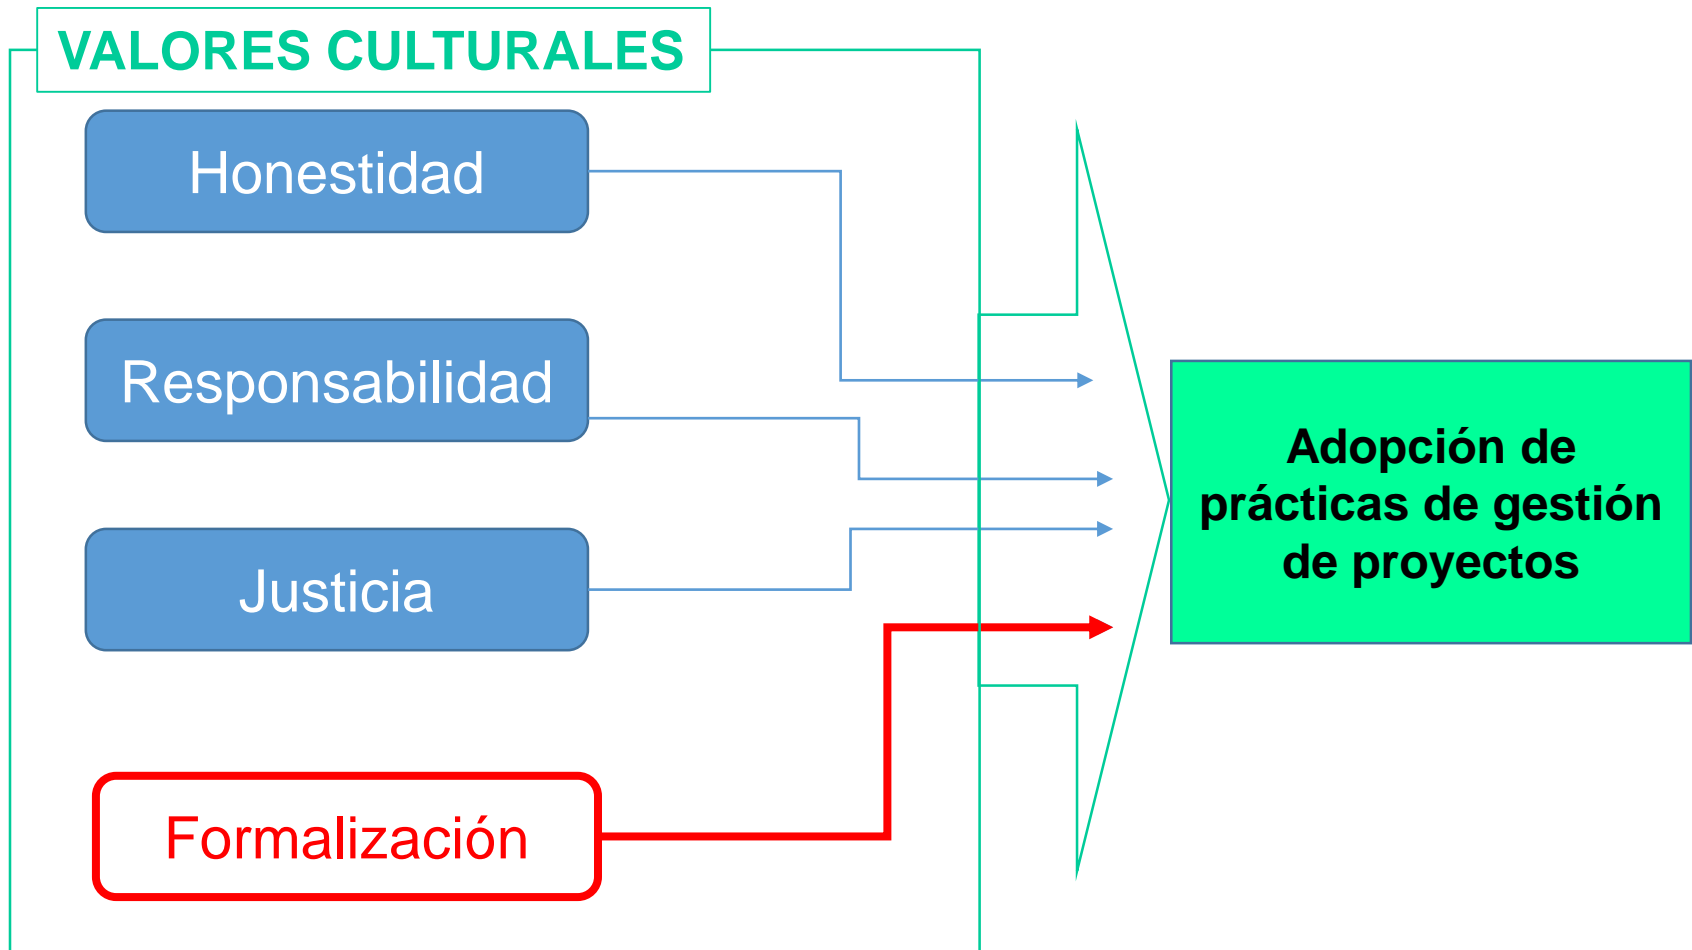 VALORES CULTURALES
Honestidad
Responsabilidad
Justicia
Formalización
Adopción de
prácticas de gestión
de proyectos